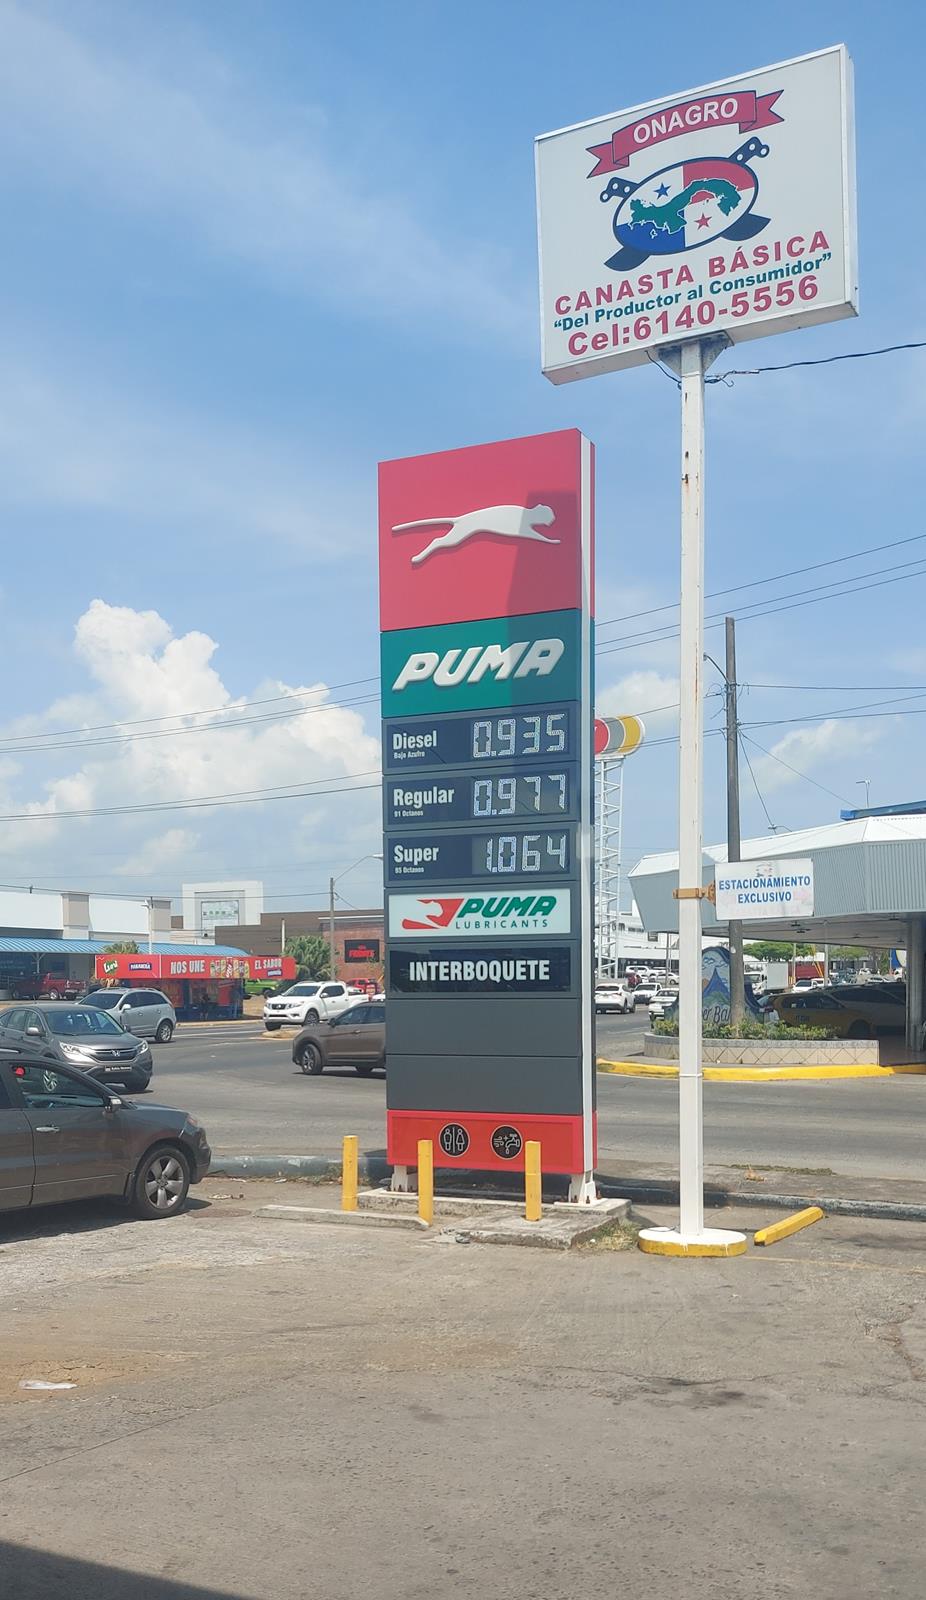 ONAGRO
CANASTA BÁSICA
"Del Productor al Consumidor"
Cel:6140-5556
PUMA
Diesel 0.935
Bajo Azufre
Regular 0.977
91 Octanos
Super 1.064
95 Octanos
PUMA
LUBRICANTS
INTERBOQUETE
ESTACIONAMIENTO
EXCLUSIVO
NOS UNE EL SABOR